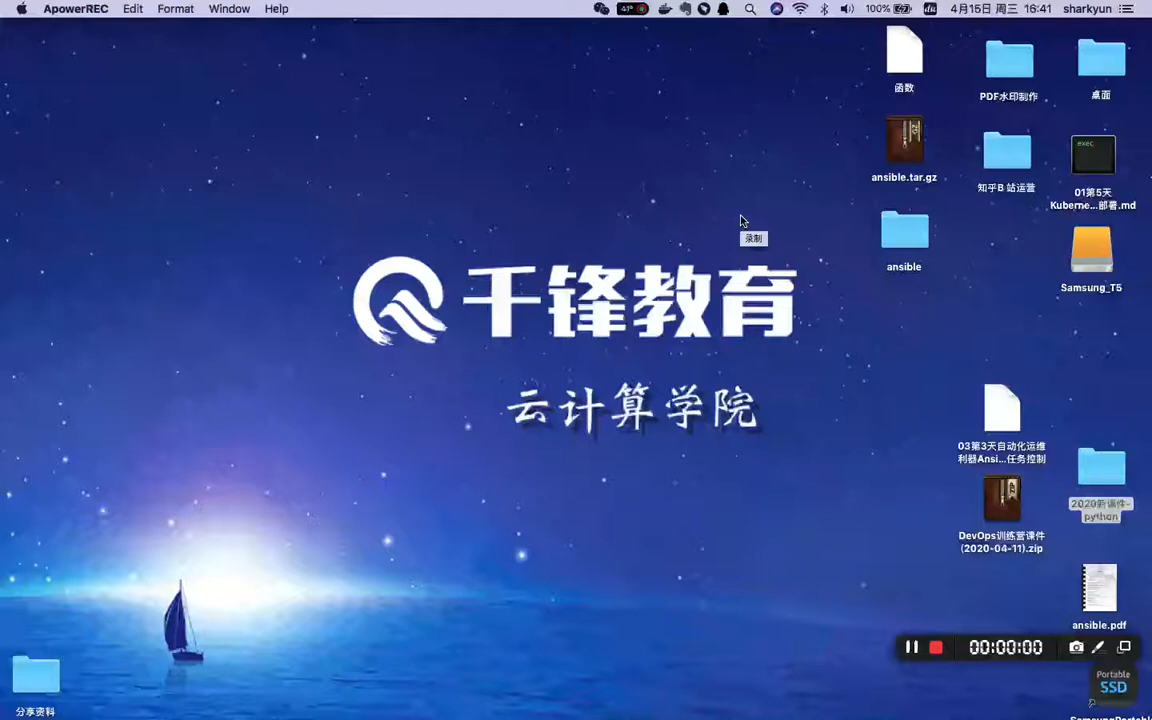 ApowerREC Edit Format Window Help
41° 100% 4月15日 周三 16:41 sharkyun
函数
PDF水印制作
桌面
ansible.tar.gz
知乎B 站运营
exec
01第5天
Kuberne...部署.md
录制
ansible
Samsung_T5
千锋教育
云计算学院
03第3天自动化运维
利器Ansi...任务控制
2020新课件-
python
DevOps训练营课件
(2020-04-11).zip
ansible.pdf
00:00:00
Portable
SSD
分享资料